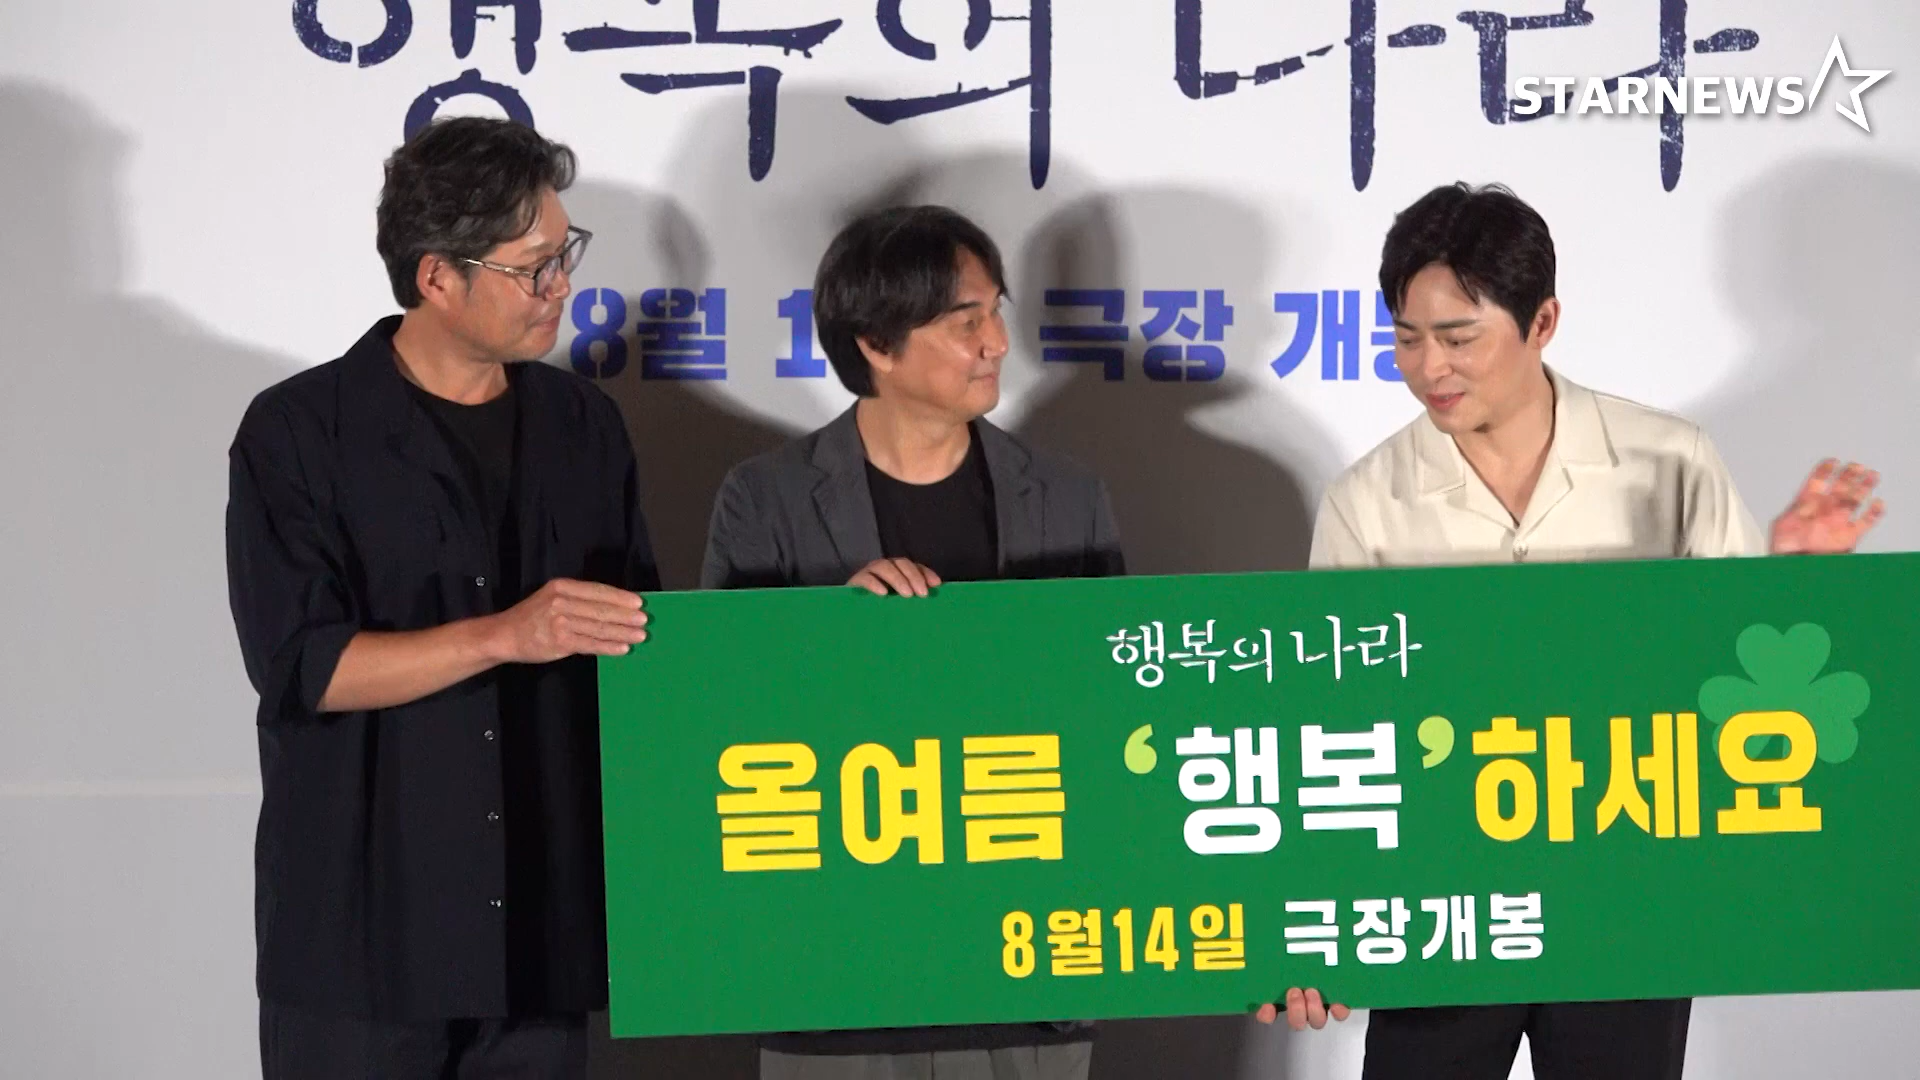 행복의 나라
STARNEWS
8월 1 극장 개봉
행복의 나라
올여름 ‘행복’하세요
8월14일 극장개봉